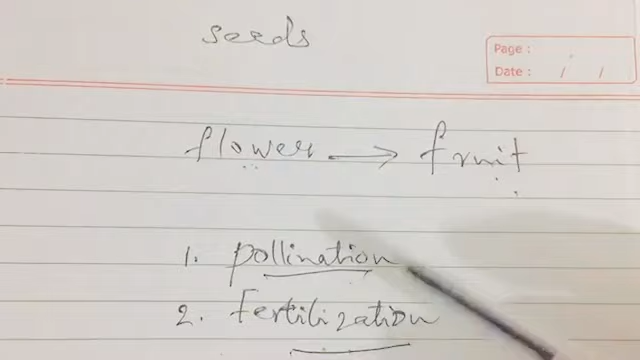 seeds
Page :
Date : / /
flower → fruit
1. pollination
2. fertilization